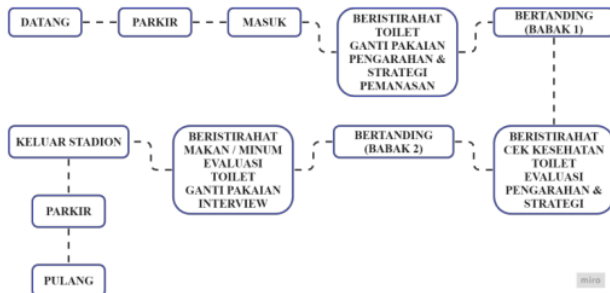 DATANG
PARKIR
MASUK
BERISTIRAHAT
TOILET
GANTI PAKAIAN
PENGARAHAN &
STRATEGI
PEMANASAN
BERTANDING
(BABAK 1)
BERISTIRAHAT
CEK KESEHATAN
TOILET
EVALUASI
PENGARAHAN &
STRATEGI
BERTANDING
(BABAK 2)
BERISTIRAHAT
MAKAN / MINUM
EVALUASI
TOILET
GANTI PAKAIAN
INTERVIEW
KELUAR STADION
PARKIR
PULANG
miro